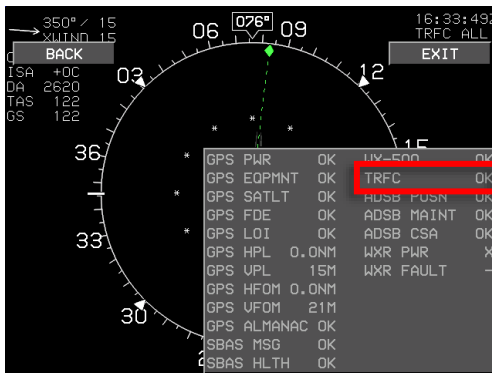 350°/ 15
XWIND 15
BACK
ISA +0C
DA 2620
TAS 122
GS 122
076°
16:33:49Z
TRFC ALL
EXIT
03
06
09
12
15
36
33
30
GPS PWR OK
GPS EQPMNT OK
GPS SATLT OK
GPS FDE OK
GPS LOI OK
GPS HPL 0.0NM
GPS VPL 15M
GPS HFOM 0.0NM
GPS VFOM 21M
GPS ALMANAC OK
SBAS MSG OK
SBAS HLTH OK
WX-500 OK
TRFC OK
ADSB POSN OK
ADSB MAINT OK
ADSB CSA OK
WXR PWR X
WXR FAULT -